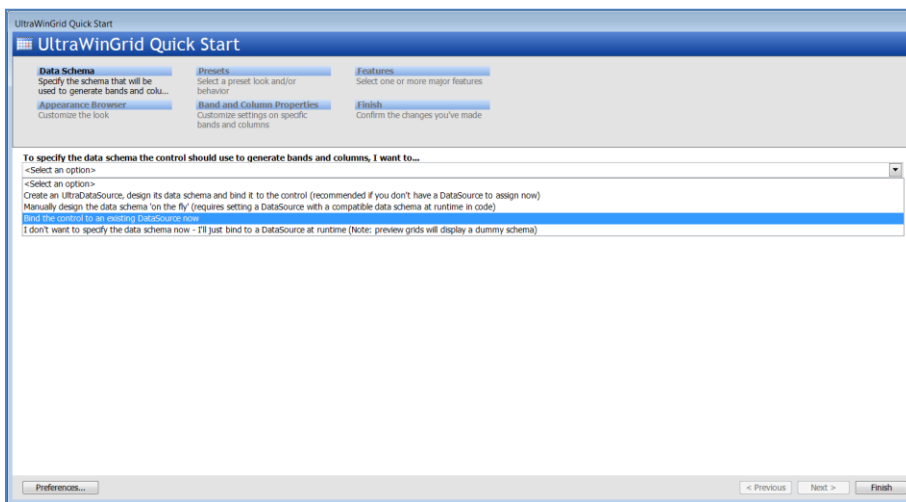 UltraWinGrid Quick Start
UltraWinGrid Quick Start
Data Schema
Specify the schema that will be
used to generate bands and colu...
Presets
Select a preset look and/or
behavior
Features
Select one or more major features
Appearance Browser
Customize the look
Band and Column Properties
Customize settings on specific
bands and columns
Finish
Confirm the changes you've made
To specify the data schema the control should use to generate bands and columns, I want to...
<Select an option>
<Select an option>
Create an UltraDataSource, design its data schema and bind it to the control (recommended if you don't have a DataSource to assign now)
Manually design the data schema 'on the fly' (requires setting a DataSource with a compatible data schema at runtime in code)
Bind the control to an existing DataSource now
I don't want to specify the data schema now - I'll just bind to a DataSource at runtime (Note: preview grids will display a dummy schema)
Preferences...
< Previous
Next >
Finish